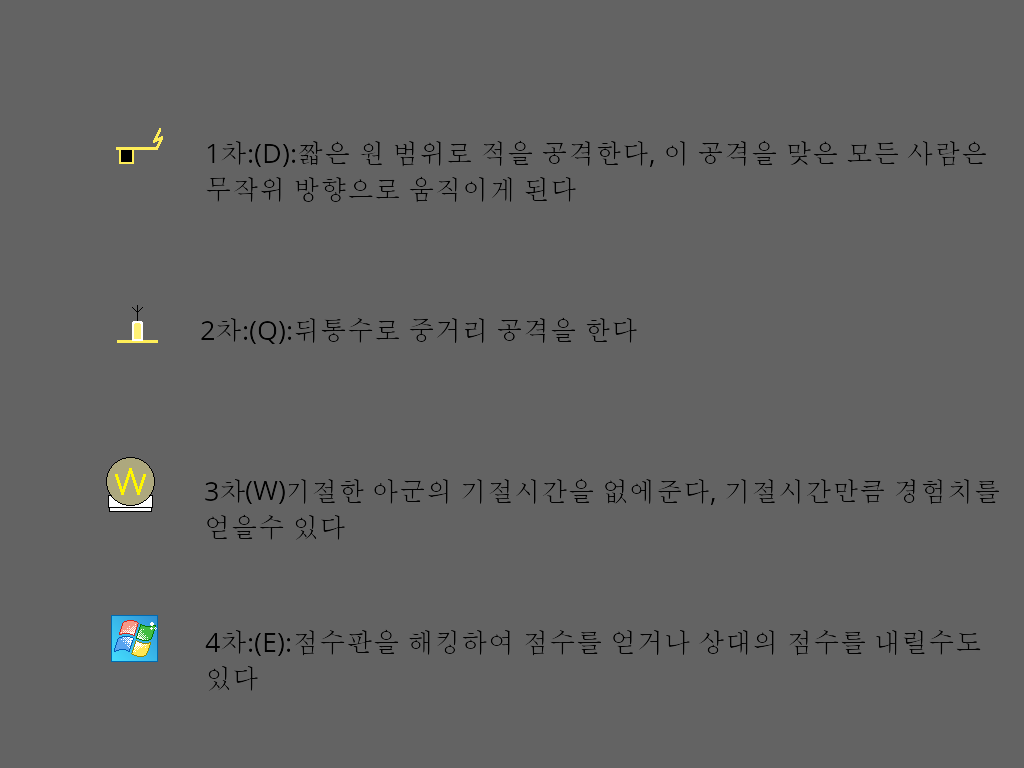 1차:(D):짧은 원 범위로 적을 공격한다, 이 공격을 맞은 모든 사람은
무작위 방향으로 움직이게 된다
2차:(Q):뒤통수로 중거리 공격을 한다
W
3차(W)기절한 아군의 기절시간을 없에준다, 기절시간만큼 경험치를
얻을수 있다
4차:(E):점수판을 해킹하여 점수를 얻거나 상대의 점수를 내릴수도
있다